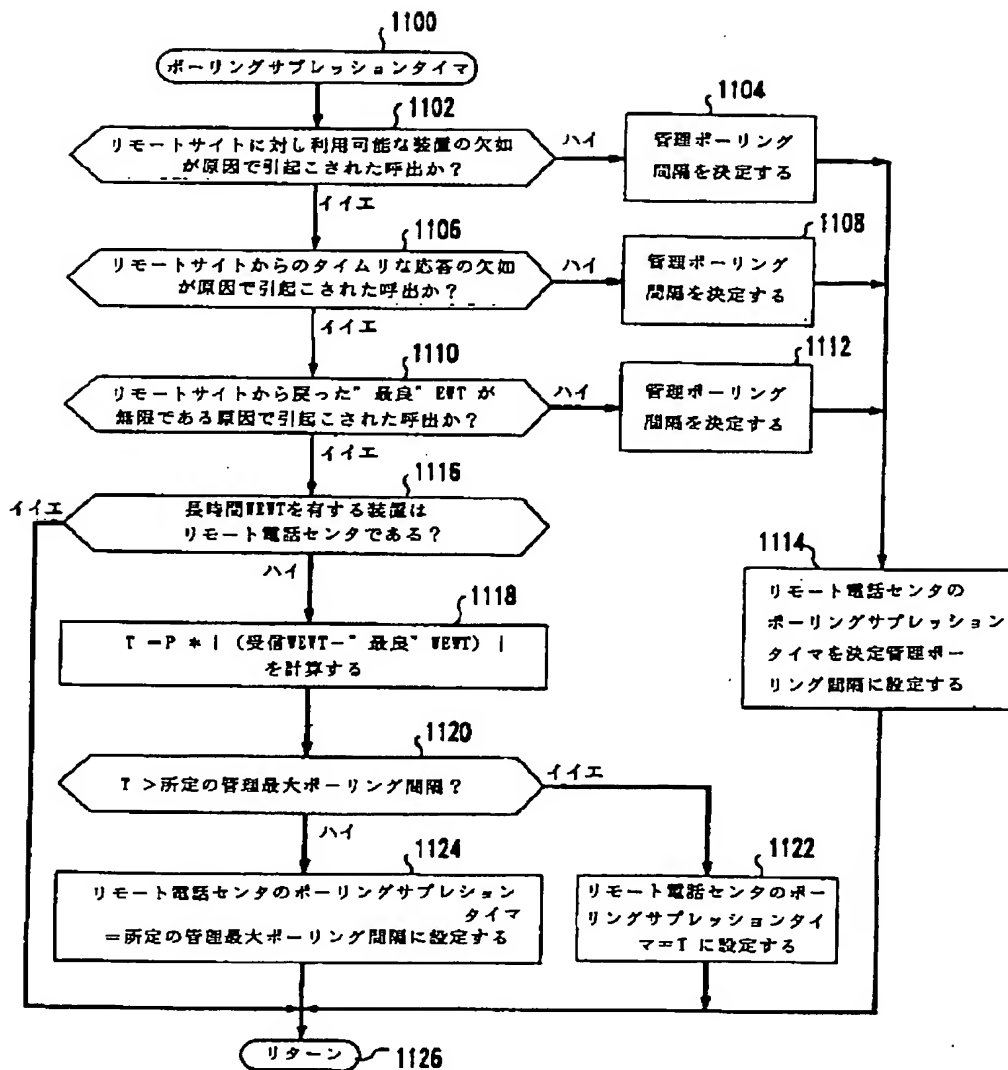 1100
ポーリングサプレッションタイマ
1102
リモートサイトに対し利用可能な装置の欠如
が原因で引起こされた呼出か？
ハイ
イイエ
1104
管理ポーリング
間隔を決定する
1106
リモートサイトからのタイムリな応答の欠如
が原因で引起こされた呼出か？
ハイ
イイエ
1108
管理ポーリング
間隔を決定する
1110
リモートサイトから戻った"最良"EWTが
無限である原因で引起こされた呼出か？
ハイ
イイエ
1112
管理ポーリング
間隔を決定する
1116
長時間WEWTを有する装置は
リモート電話センタである？
イイエ
ハイ
1114
リモート電話センタの
ポーリングサプレッション
タイマを決定管理ポー
リング間隔に設定する
1118
T = P * | (受信WEWT－"最良"WEWT) |
を計算する
1120
T ＞所定の管理最大ポーリング間隔？
イイエ
ハイ
1124
リモート電話センタのポーリングサプレション
タイマ
＝所定の管理最大ポーリング間隔に設定する
1122
リモート電話センタのポー
リングサプレッションタイ
マ＝T に設定する
リターン
1126